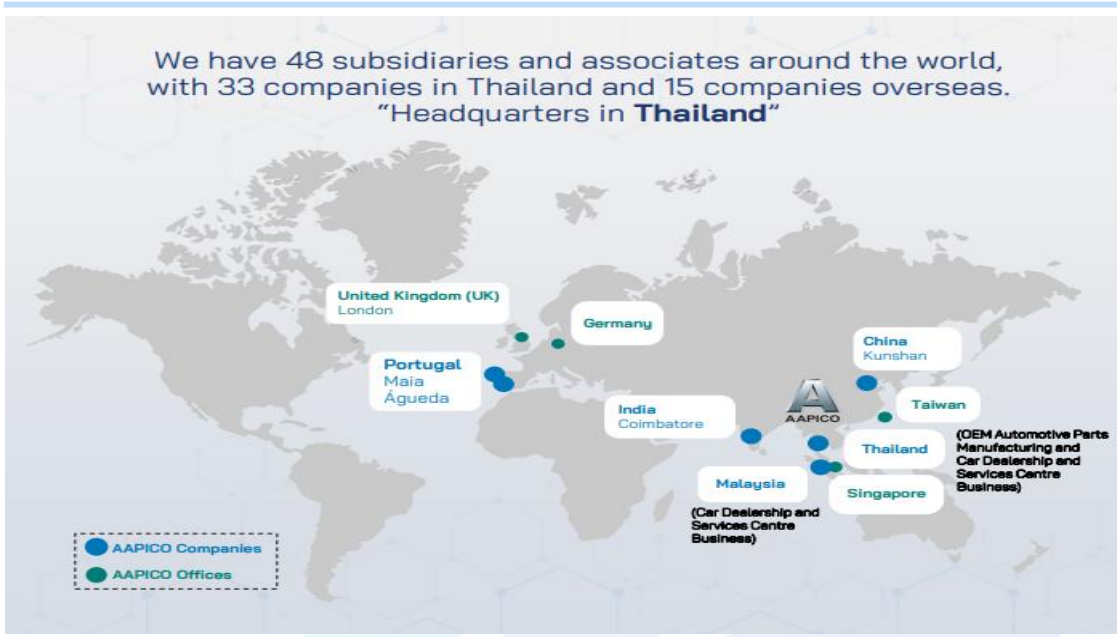 We have 48 subsidiaries and associates around the world,
with 33 companies in Thailand and 15 companies overseas.
“Headquarters in Thailand”
United Kingdom (UK)
London
Germany
Portugal
Maia
Águeda
China
Kunshan
AAPICO
Taiwan
India
Coimbatore
Thailand
(OEM Automotive Parts
Manufacturing and
Car Dealership and
Services Centre
Business)
Malaysia
Singapore
(Car Dealership and
Services Centre
Business)
AAPICO Companies
AAPICO Offices